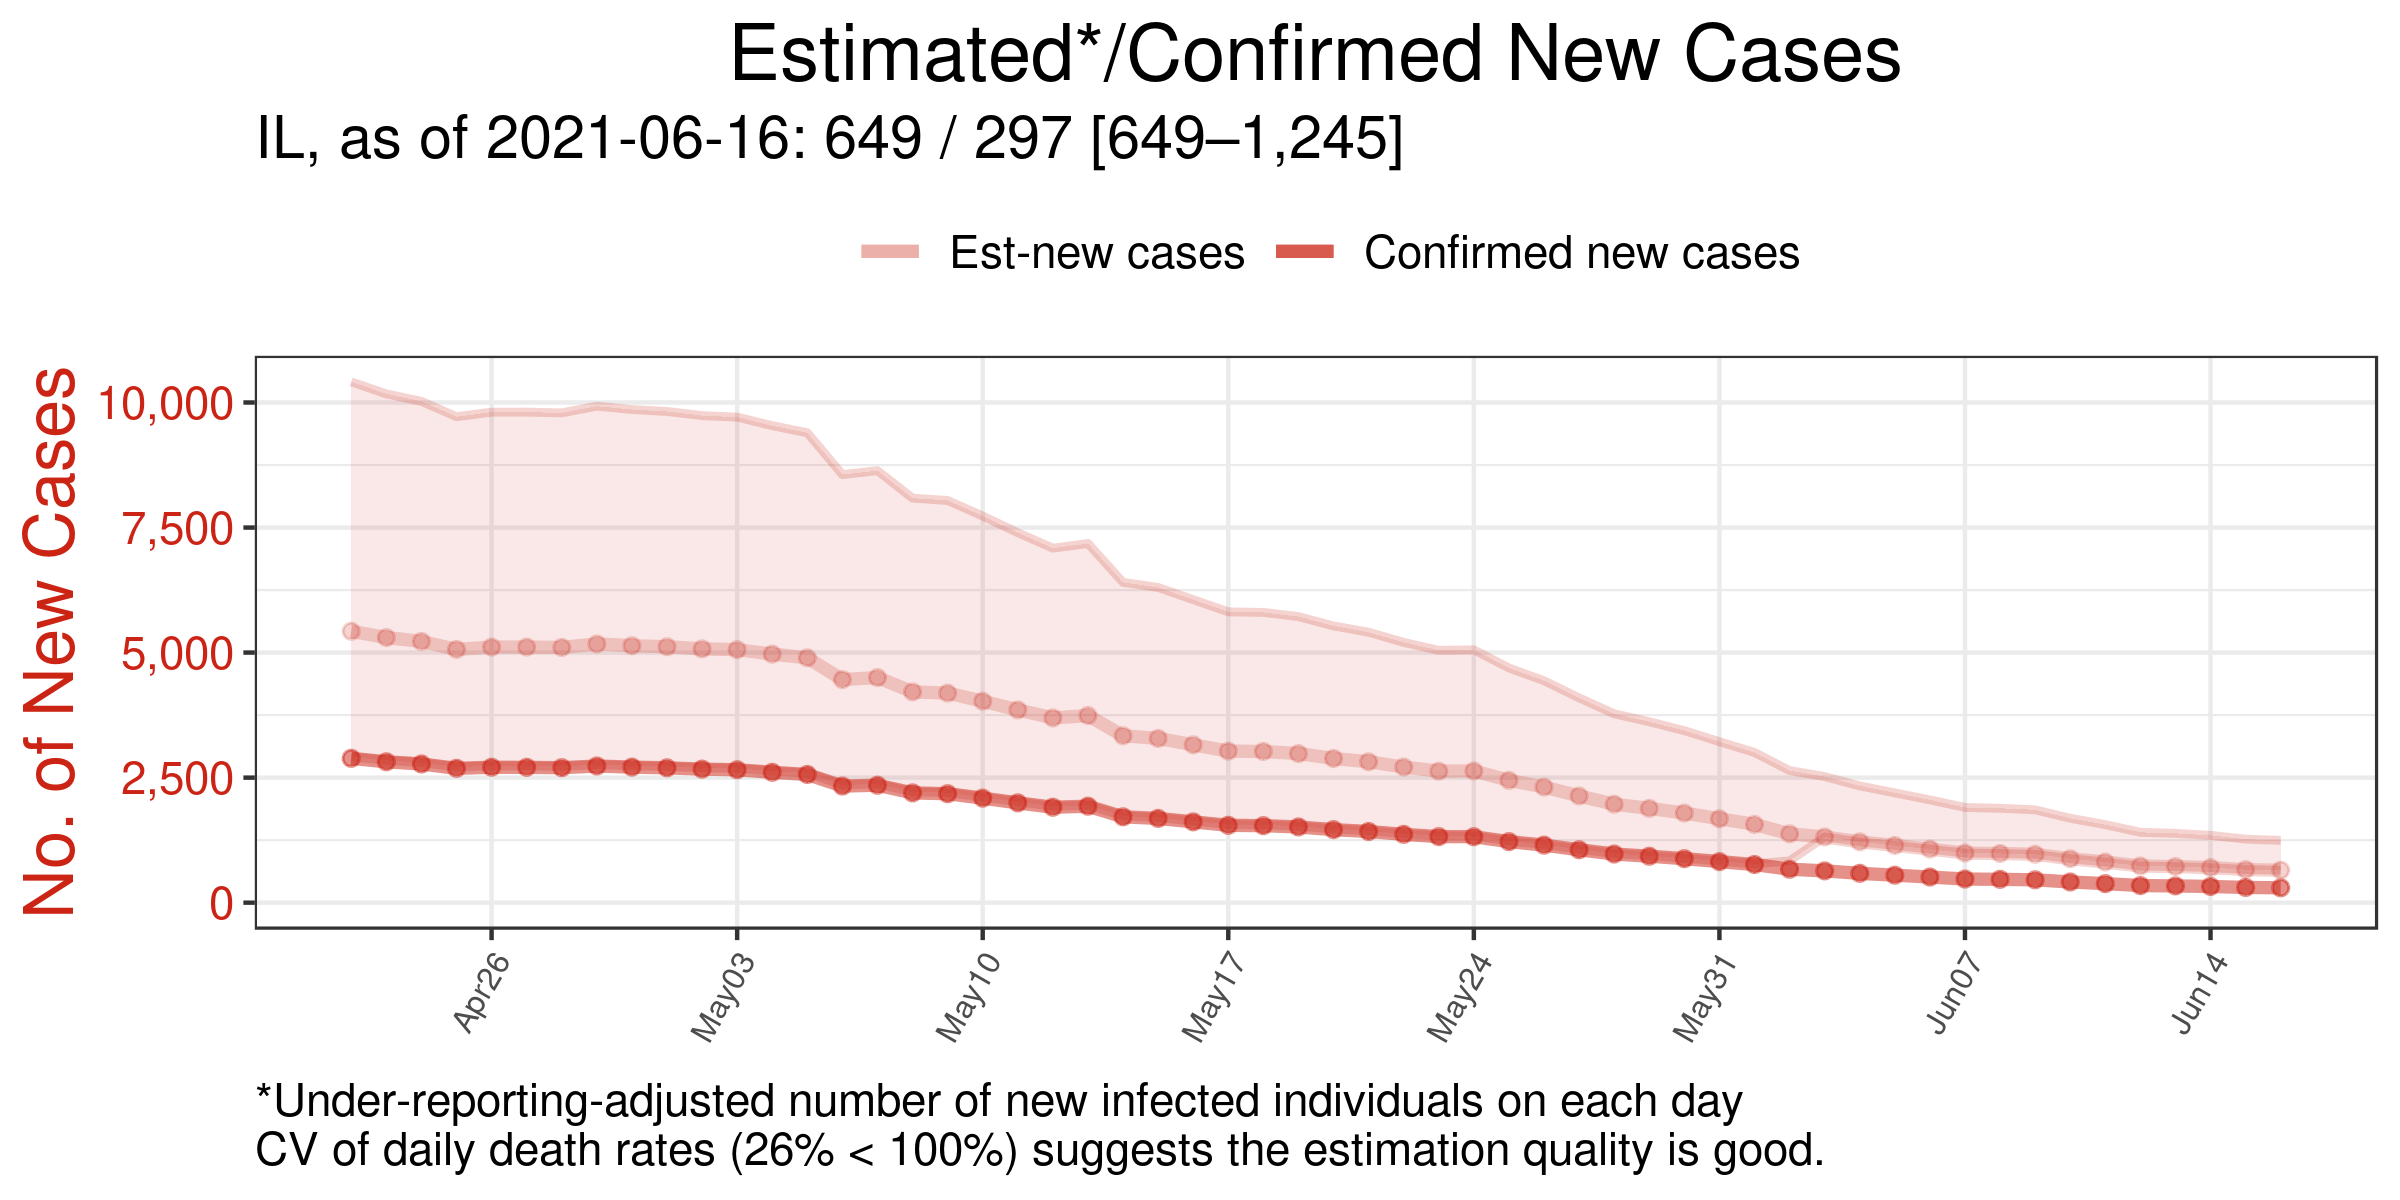 Estimated*/Confirmed New Cases
IL, as of 2021-06-16: 649 / 297 [649–1,245]
Est-new cases
Confirmed new cases
No. of New Cases
10,000
7,500
5,000
2,500
0
Apr26
May03
May10
May17
May24
May31
Jun07
Jun14
*Under-reporting-adjusted number of new infected individuals on each day
CV of daily death rates (26% < 100%) suggests the estimation quality is good.